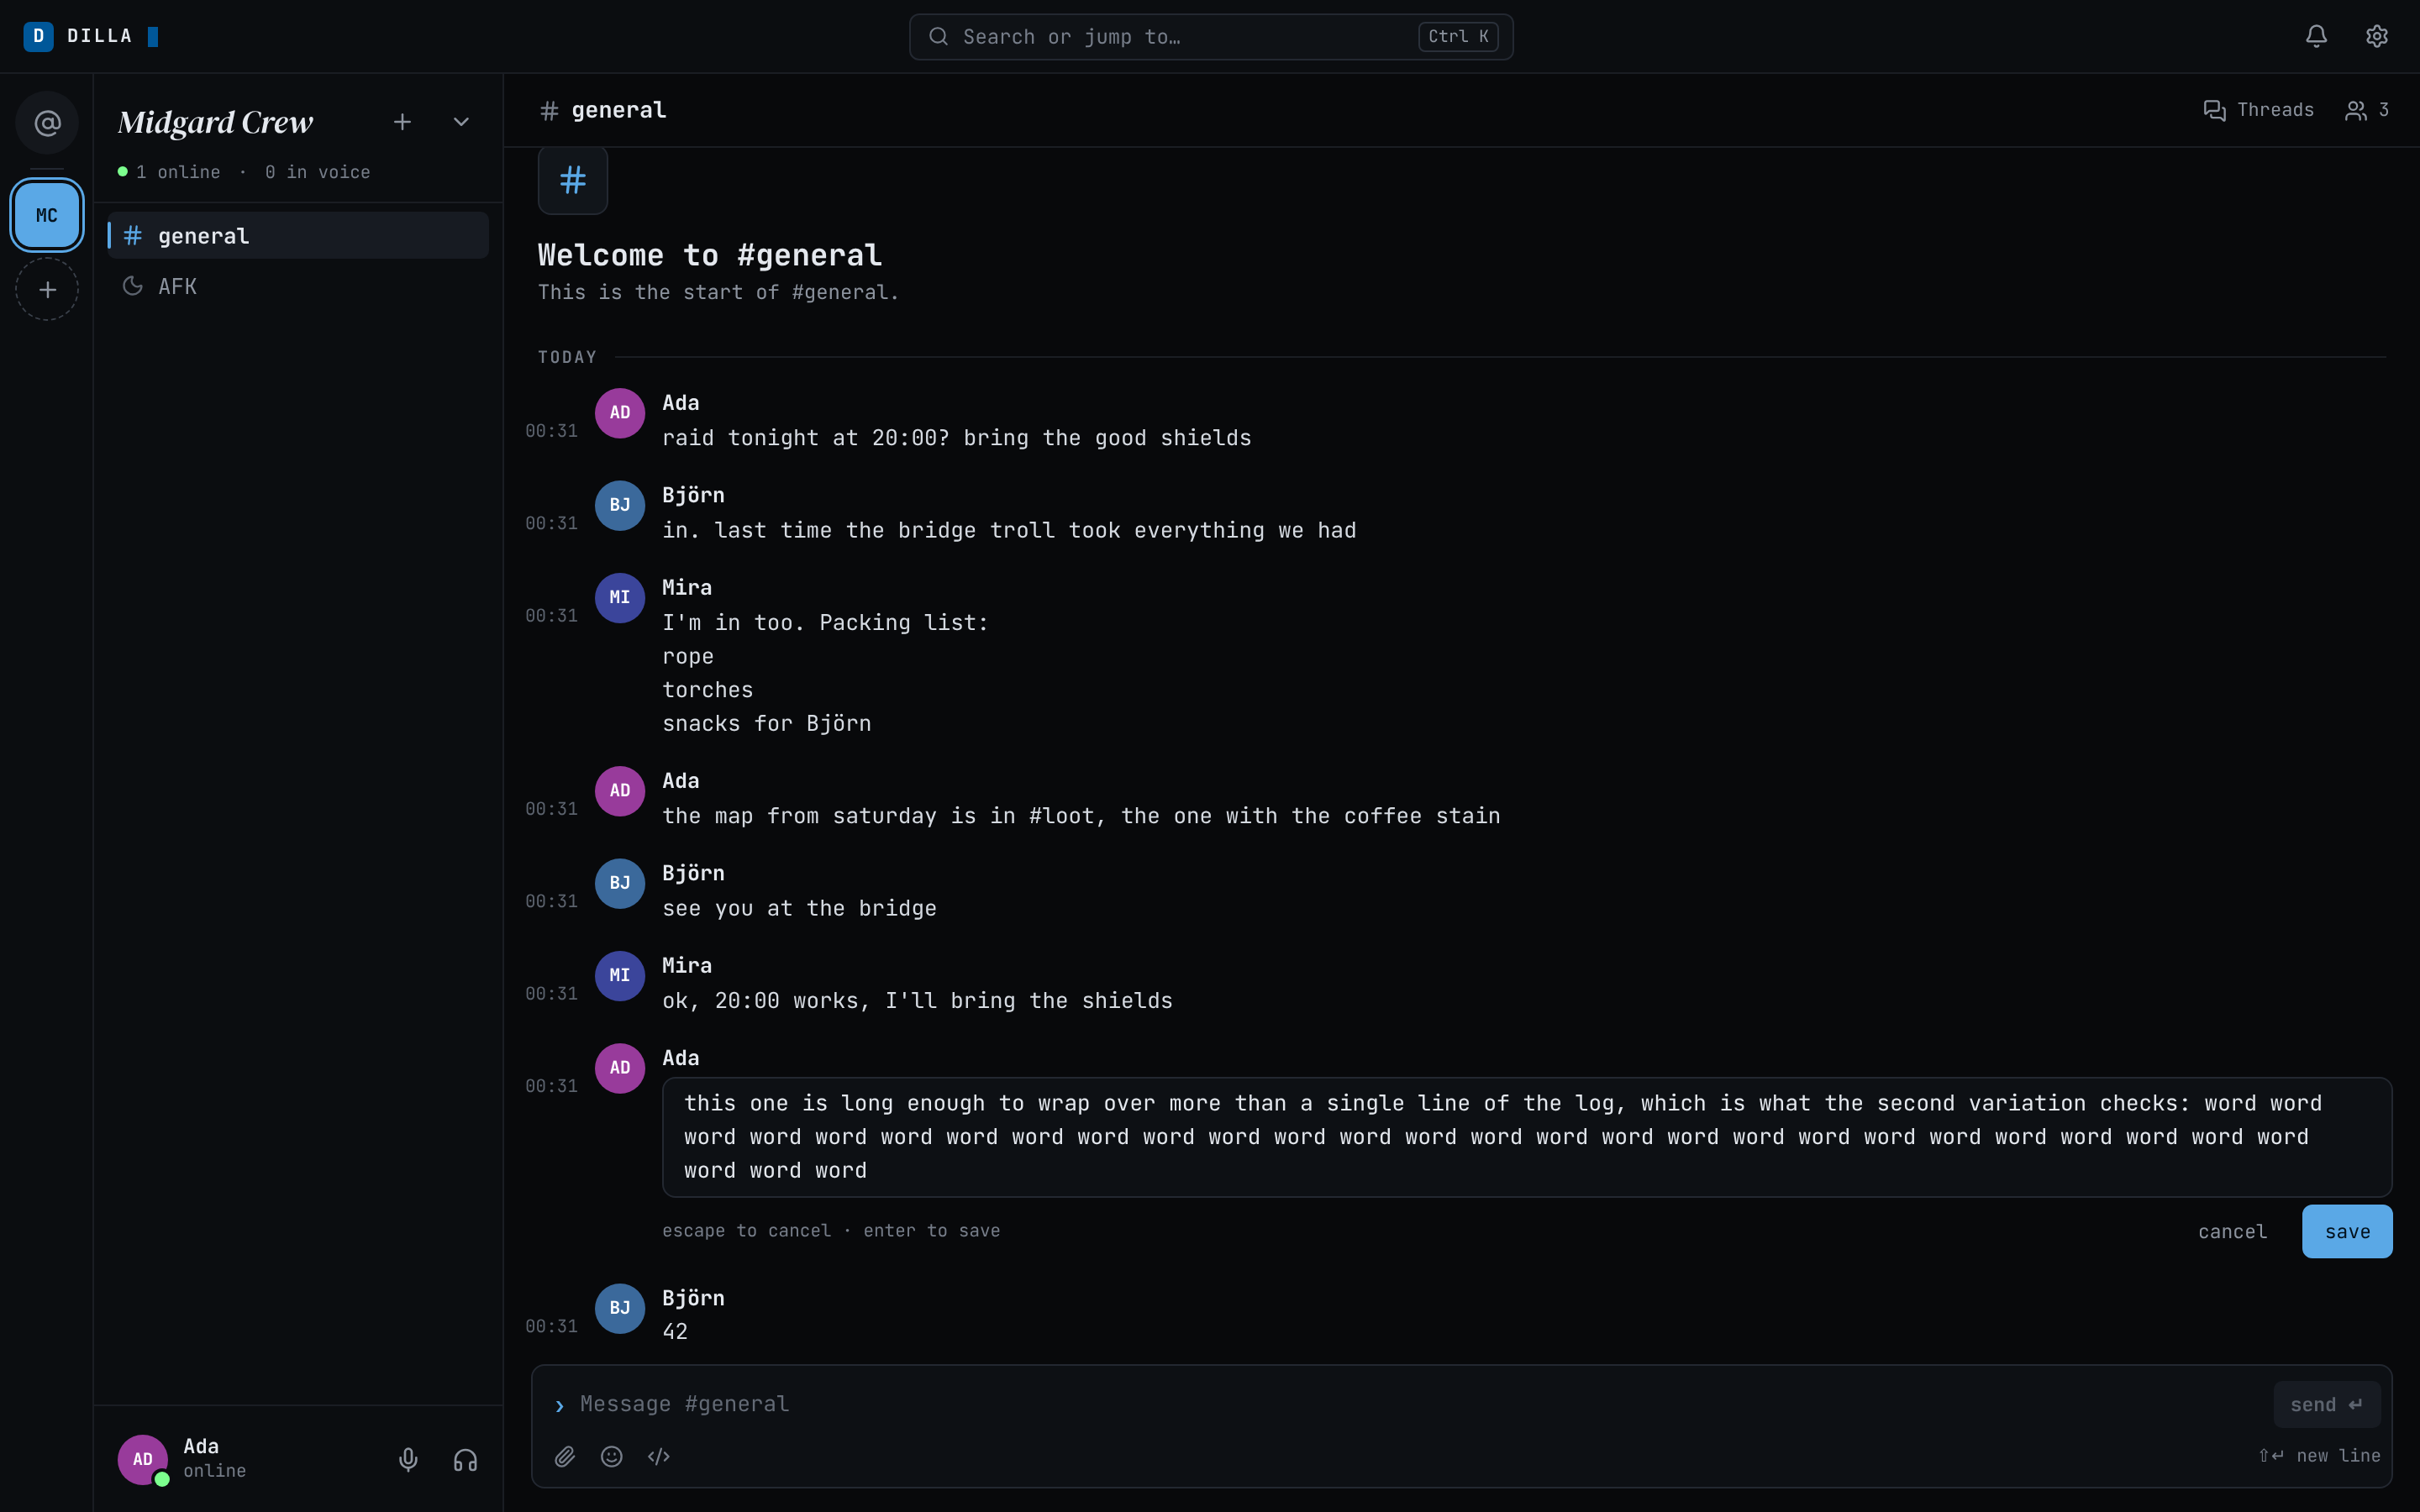 D DILLA
Search or jump to… Ctrl K
Midgard Crew
1 online · 0 in voice
MC
# general
AFK
Ada
online
AD
# general
Threads 3
#
Welcome to #general
This is the start of #general.
TODAY
AD Ada
00:31 raid tonight at 20:00? bring the good shields
BJ Björn
00:31 in. last time the bridge troll took everything we had
MI Mira
00:31 I'm in too. Packing list:
rope
torches
snacks for Björn
AD Ada
00:31 the map from saturday is in #loot, the one with the coffee stain
BJ Björn
00:31 see you at the bridge
MI Mira
00:31 ok, 20:00 works, I'll bring the shields
AD Ada
00:31 this one is long enough to wrap over more than a single line of the log, which is what the second variation checks: word word
word word word word word word word word word word word word word word word word word word word word word word word word word
word word word
escape to cancel · enter to save cancel save
BJ Björn
00:31 42
› Message #general send ↵
⇧↵ new line